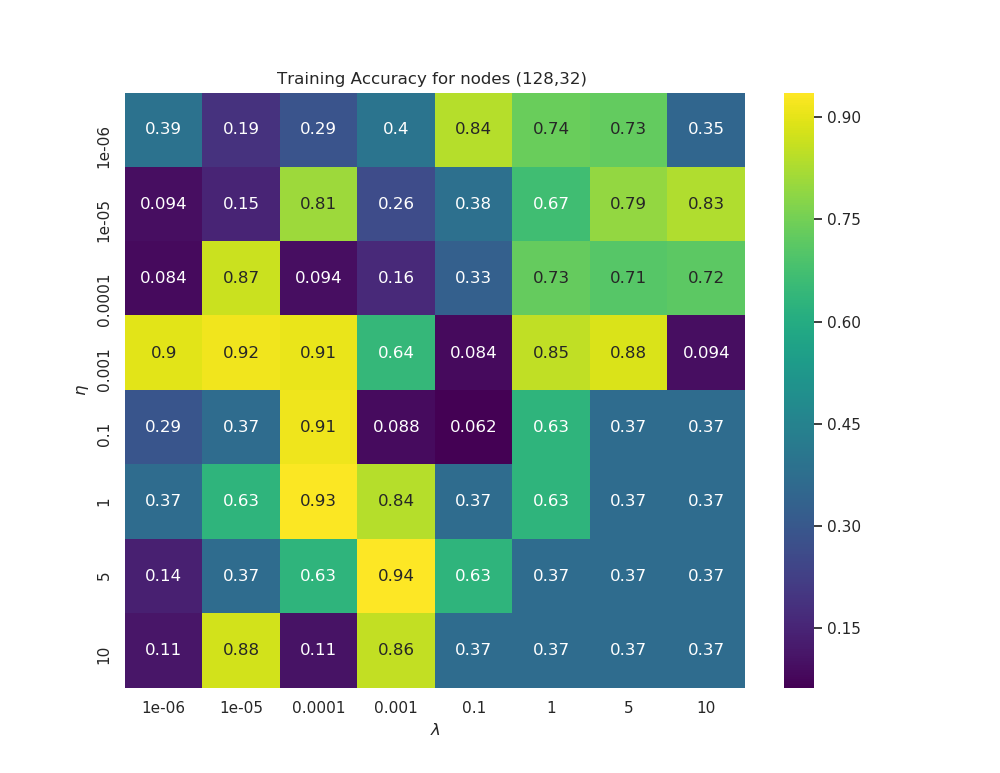 Training Accuracy for nodes (128,32)
1e-06 0.39 0.19 0.29 0.4 0.84 0.74 0.73 0.35
1e-05 0.094 0.15 0.81 0.26 0.38 0.67 0.79 0.83
0.0001 0.084 0.87 0.094 0.16 0.33 0.73 0.71 0.72
0.001 0.9 0.92 0.91 0.64 0.084 0.85 0.88 0.094
0.1 0.29 0.37 0.91 0.088 0.062 0.63 0.37 0.37
1 0.37 0.63 0.93 0.84 0.37 0.63 0.37 0.37
5 0.14 0.37 0.63 0.94 0.63 0.37 0.37 0.37
10 0.11 0.88 0.11 0.86 0.37 0.37 0.37 0.37
η
1e-06 1e-05 0.0001 0.001 0.1 1 5 10
λ
0.90
0.75
0.60
0.45
0.30
0.15